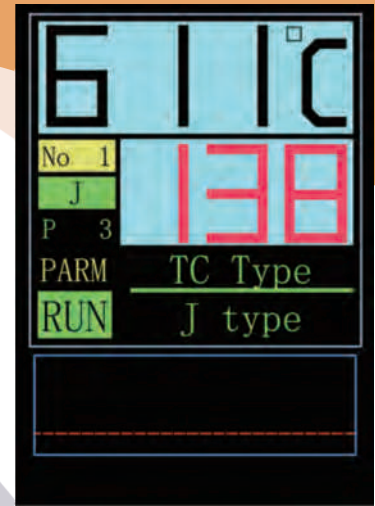 611°C
No 1
138
J
P 3
PARM TC Type
RUN J type